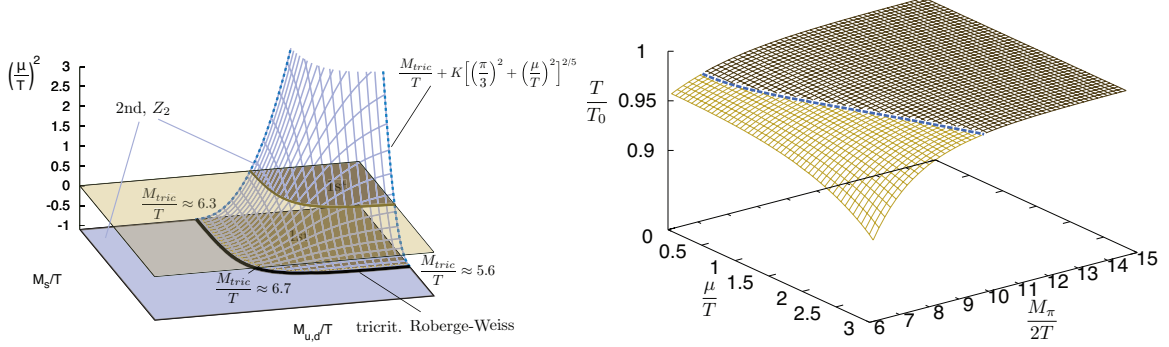 (μ/T)²
3
2.5
2
1.5
1
0.5
0
-0.5
-1
2nd, Z₂
M_tric/T + K[(π/3)² + (μ/T)²]^{2/5}
1st
M_tric/T ≈ 6.3
M_tric/T ≈ 6.7
M_tric/T ≈ 5.6
M_s/T
M_{u,d}/T
tricrit. Roberge-Weiss
T/T₀
1
0.95
0.9
0
0.5
1
1.5
2
2.5
3
μ/T
6
7
8
9
10
11
12
13
14
15
M_π/2T